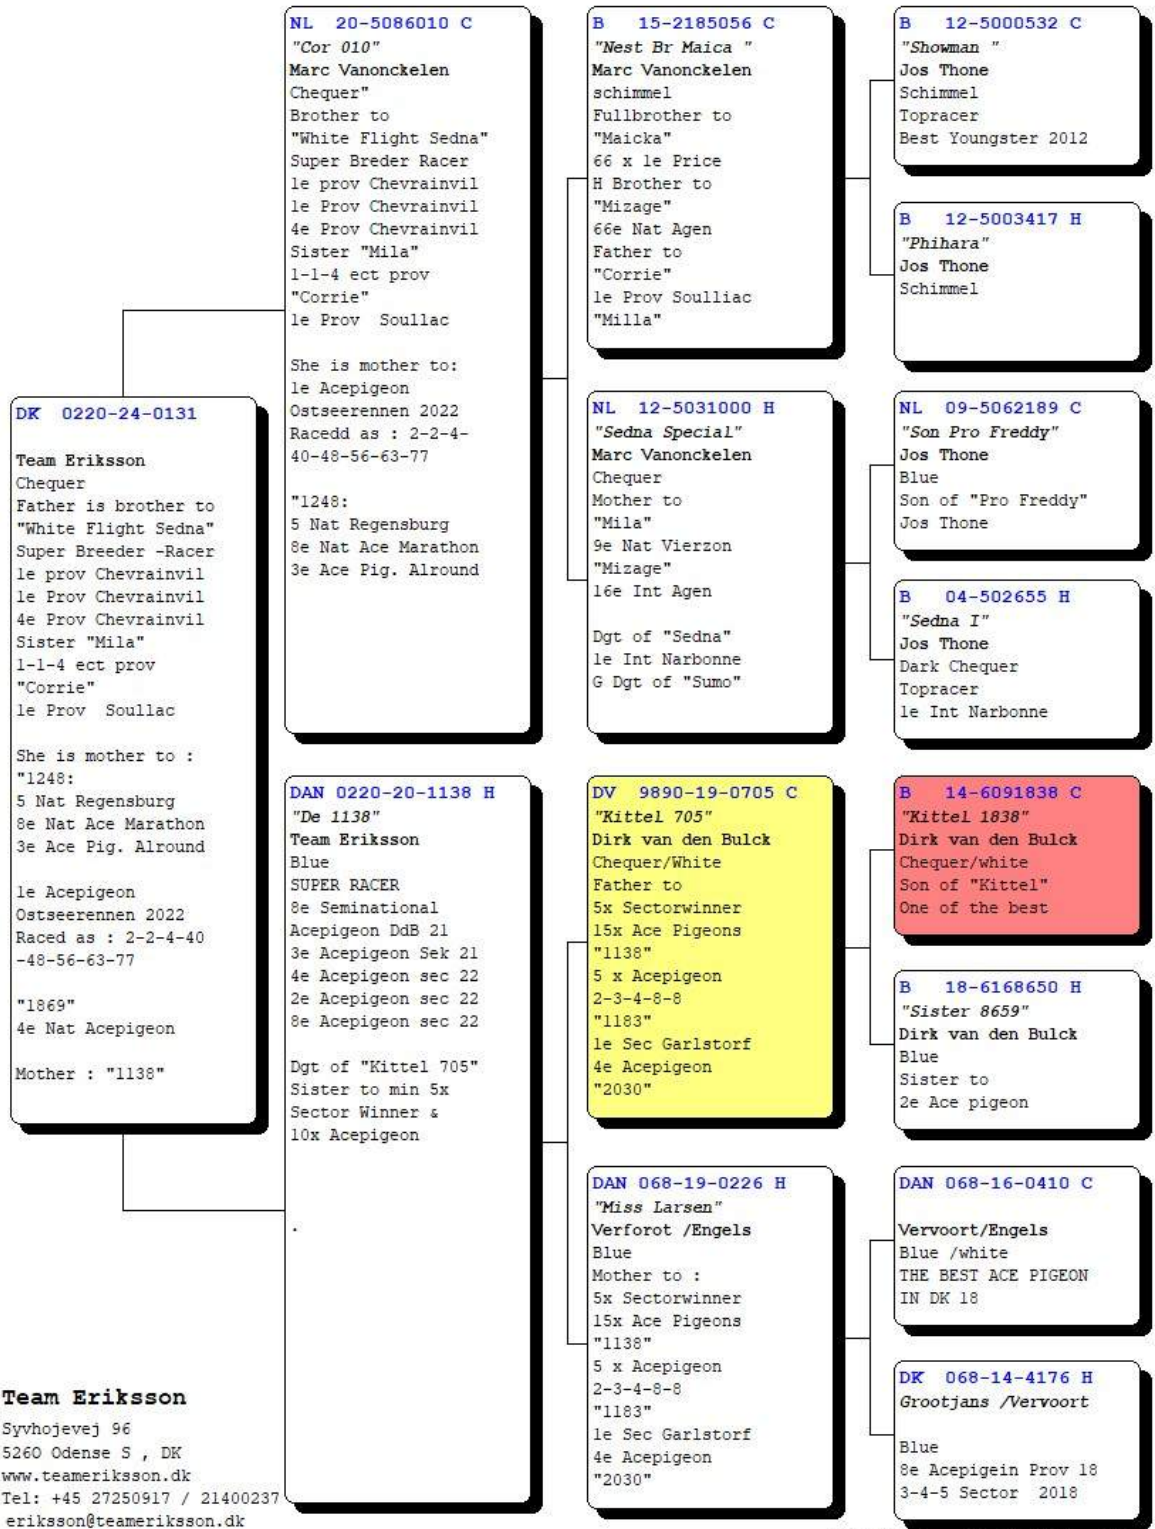 DK 0220-24-0131
Team Eriksson
Chequer
Father is brother to
"White Flight Sedna"
Super Breeder -Racer
1e prov Chevrainvil
1e Prov Chevrainvil
4e Prov Chevrainvil
Sister "Mila"
1-1-4 ect prov
"Corrie"
1e Prov Soullac
She is mother to :
"1248:
5 Nat Regensburg
8e Nat Ace Marathon
3e Ace Pig. Alround
1e Acepigeon
Ostseerennen 2022
Raced as : 2-2-4-40
-48-56-63-77
"1869"
4e Nat Acepigeon
Mother : "1138"
NL 20-5086010 C
"Cor 010"
Marc Vanonckelen
Chequer"
Brother to
"White Flight Sedna"
Super Breder Racer
1e prov Chevrainvil
1e Prov Chevrainvil
4e Prov Chevrainvil
Sister "Mila"
1-1-4 ect prov
"Corrie"
1e Prov Soullac
She is mother to:
1e Acepigeon
Ostseerennen 2022
Racedd as : 2-2-4-
40-48-56-63-77
"1248:
5 Nat Regensburg
8e Nat Ace Marathon
3e Ace Pig. Alround
DAN 0220-20-1138 H
"De 1138"
Team Eriksson
Blue
SUPER RACER
8e Seminational
Acepigeon DdB 21
3e Acepigeon Sek 21
4e Acepigeon sec 22
2e Acepigeon sec 22
8e Acepigeon sec 22
Dgt of "Kittel 705"
Sister to min 5x
Sector Winner &
10x Acepigeon
.
B 15-2185056 C
"Nest Br Maica "
Marc Vanonckelen
schimmel
Fullbrother to
"Maicka"
66 x 1e Price
H Brother to
"Mizage"
66e Nat Agen
Father to
"Corrie"
1e Prov Soulliac
"Milla"
NL 12-5031000 H
"Sedna Special"
Marc Vanonckelen
Chequer
Mother to
"Mila"
9e Nat Vierzon
"Mizage"
16e Int Agen
Dgt of "Sedna"
1e Int Narbonne
G Dgt of "Sumo"
DV 9890-19-0705 C
"Kittel 705"
Dirk van den Bulck
Chequer/White
Father to
5x Sectorwinner
15x Ace Pigeons
"1138"
5 x Acepigeon
2-3-4-8-8
"1183"
1e Sec Garlstorf
4e Acepigeon
"2030"
DAN 068-19-0226 H
"Miss Larsen"
Verforot /Engels
Blue
Mother to :
5x Sectorwinner
15x Ace Pigeons
"1138"
5 x Acepigeon
2-3-4-8-8
"1183"
1e Sec Garlstorf
4e Acepigeon
"2030"
B 12-5000532 C
"Showman "
Jos Thone
Schimmel
Topracer
Best Youngster 2012
B 12-5003417 H
"Phihara"
Jos Thone
Schimmel
NL 09-5062189 C
"Son Pro Freddy"
Jos Thone
Blue
Son of "Pro Freddy"
Jos Thone
B 04-502655 H
"Sedna I"
Jos Thone
Dark Chequer
Topracer
1e Int Narbonne
B 14-6091838 C
"Kittel 1838"
Dirk van den Bulck
Chequer/white
Son of "Kittel"
One of the best
B 18-6168650 H
"Sister 8659"
Dirk van den Bulck
Blue
Sister to
2e Ace pigeon
DAN 068-16-0410 C
Vervoort/Engels
Blue /white
THE BEST ACE PIGEON
IN DK 18
DK 068-14-4176 H
Grootjans /Vervoort
Blue
8e Acepigein Prov 18
3-4-5 Sector 2018
Team Eriksson
Syvhojevej 96
5260 Odense S , DK
www.teameriksson.dk
Tel: +45 27250917 / 21400237
eriksson@teameriksson.dk